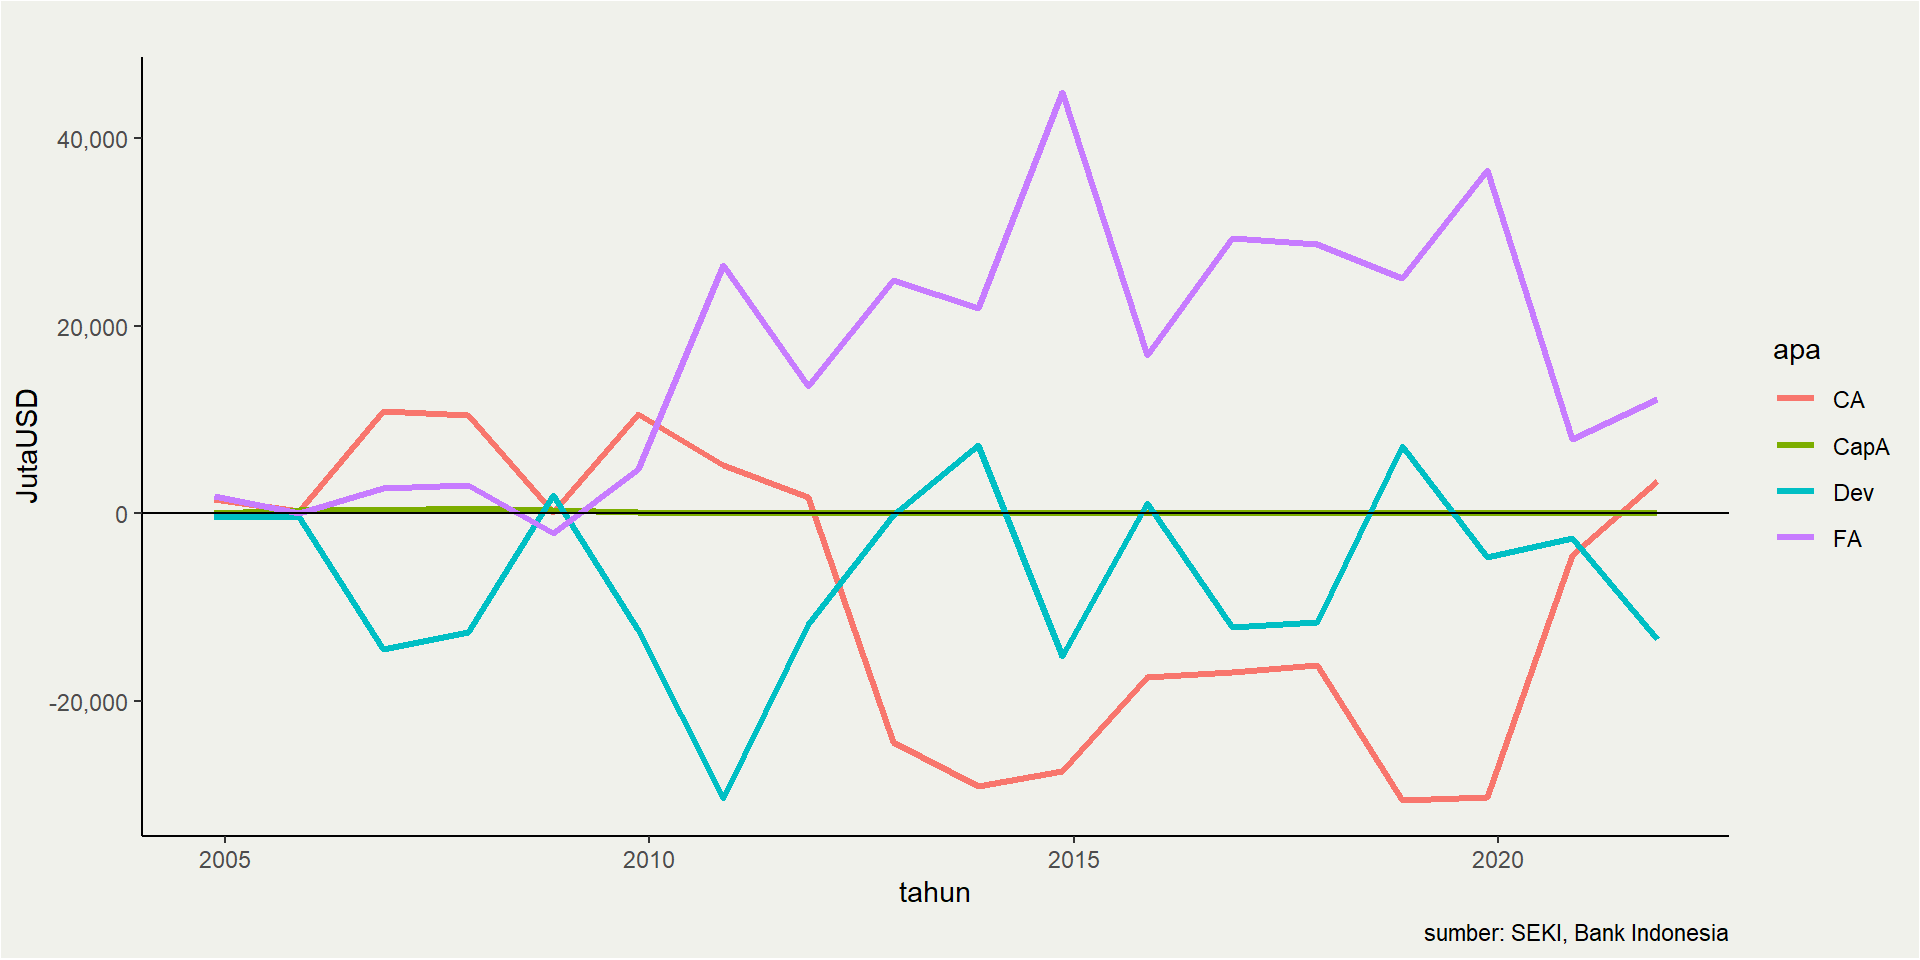 JutaUSD
40,000
20,000
0
-20,000
2005
2010
2015
2020
tahun
apa
CA
CapA
Dev
FA
sumber: SEKI, Bank Indonesia